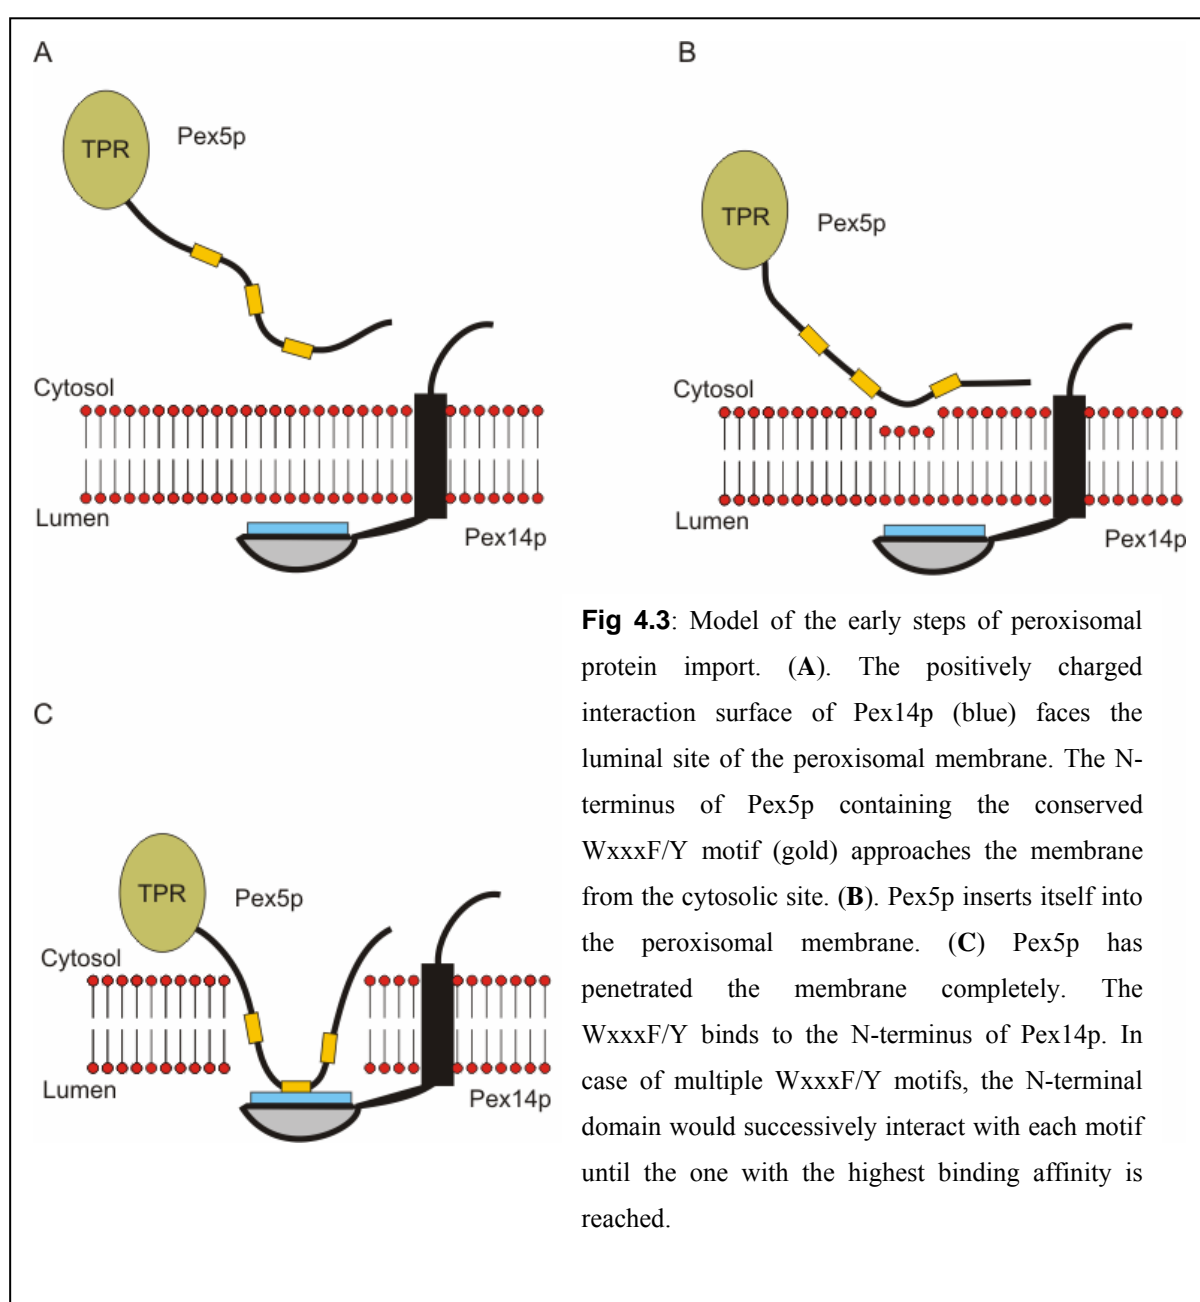 A
TPR
Pex5p
Cytosol
Lumen
Pex14p
B
TPR
Pex5p
Cytosol
Lumen
Pex14p
C
TPR
Pex5p
Cytosol
Lumen
Pex14p
Fig 4.3: Model of the early steps of peroxisomal
protein import. (A). The positively charged
interaction surface of Pex14p (blue) faces the
luminal site of the peroxisomal membrane. The N-
terminus of Pex5p containing the conserved
WxxxF/Y motif (gold) approaches the membrane
from the cytosolic site. (B). Pex5p inserts itself into
the peroxisomal membrane. (C) Pex5p has
penetrated the membrane completely. The
WxxxF/Y binds to the N-terminus of Pex14p. In
case of multiple WxxxF/Y motifs, the N-terminal
domain would successively interact with each motif
until the one with the highest binding affinity is
reached.